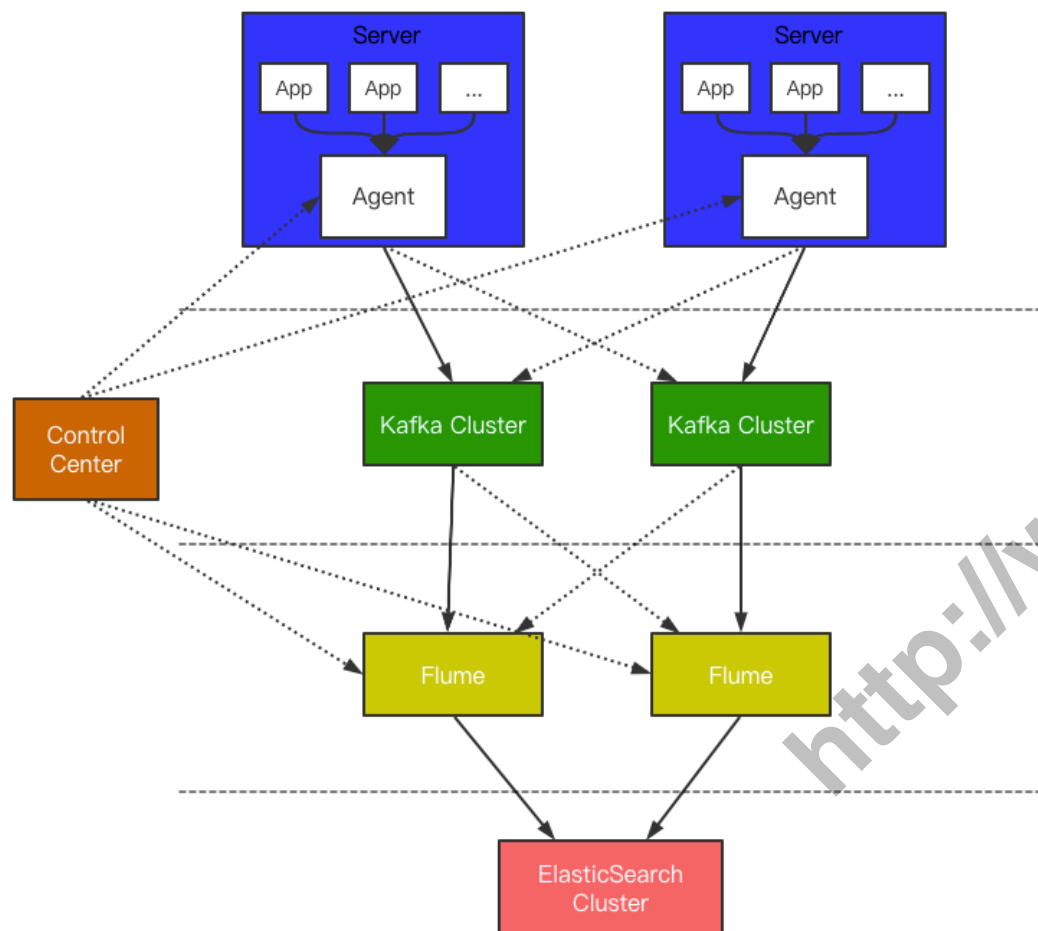 Server
Server
App
App
...
App
App
...
Agent
Agent
Kafka Cluster
Kafka Cluster
Control
Center
Flume
Flume
http://
ElasticSearch
Cluster